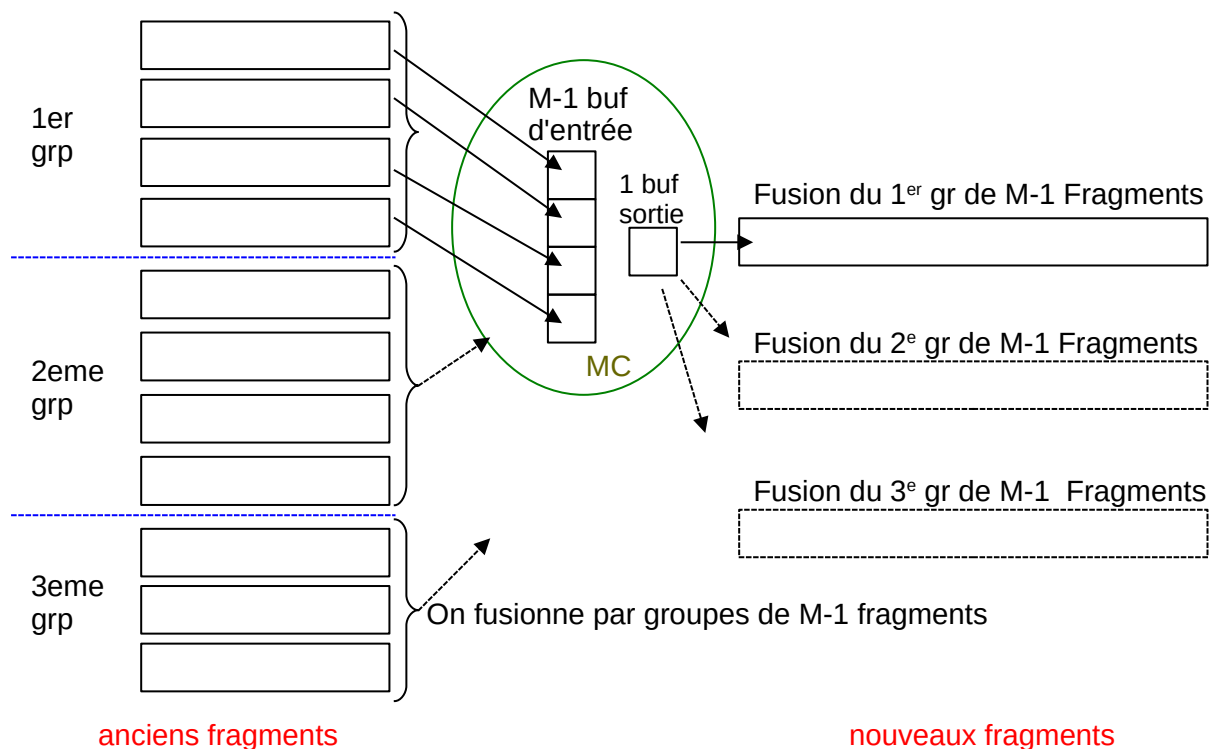 1er
grp
M-1 buf
d'entrée
1 buf
sortie
Fusion du 1er gr de M-1 Fragments
2eme
grp
MC
Fusion du 2e gr de M-1 Fragments
Fusion du 3e gr de M-1  Fragments
3eme
grp
On fusionne par groupes de M-1 fragments
anciens fragments
nouveaux fragments